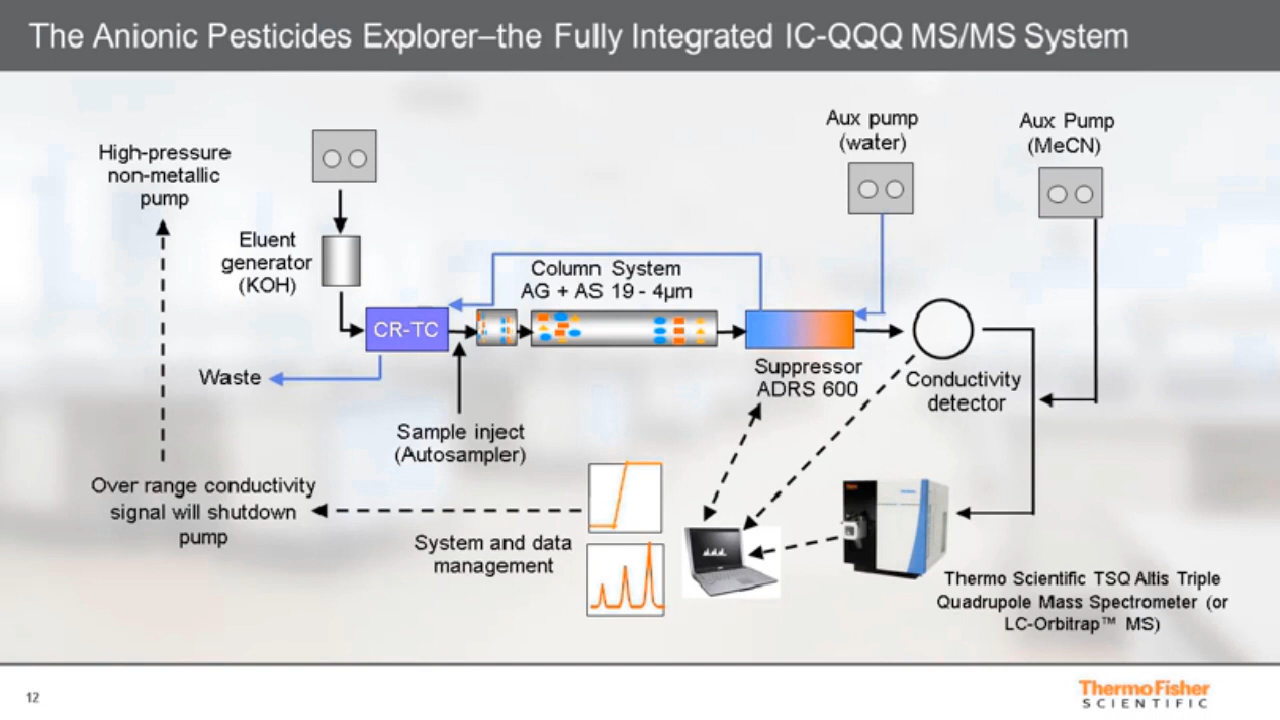 The Anionic Pesticides Explorer–the Fully Integrated IC-QQQ MS/MS System
High-pressure
non-metallic
pump
Aux pump
(water)
Aux Pump
(MeCN)
Eluent
generator
(KOH)
Column System
AG + AS 19 - 4µm
CR-TC
Waste
Suppressor
ADRS 600
Conductivity
detector
Sample inject
(Autosampler)
Over range conductivity
signal will shutdown
pump
System and data
management
Thermo Scientific TSQ Altis Triple
Quadrupole Mass Spectrometer (or
LC-Orbitrap™ MS)
12
ThermoFisher
SCIENTIFIC